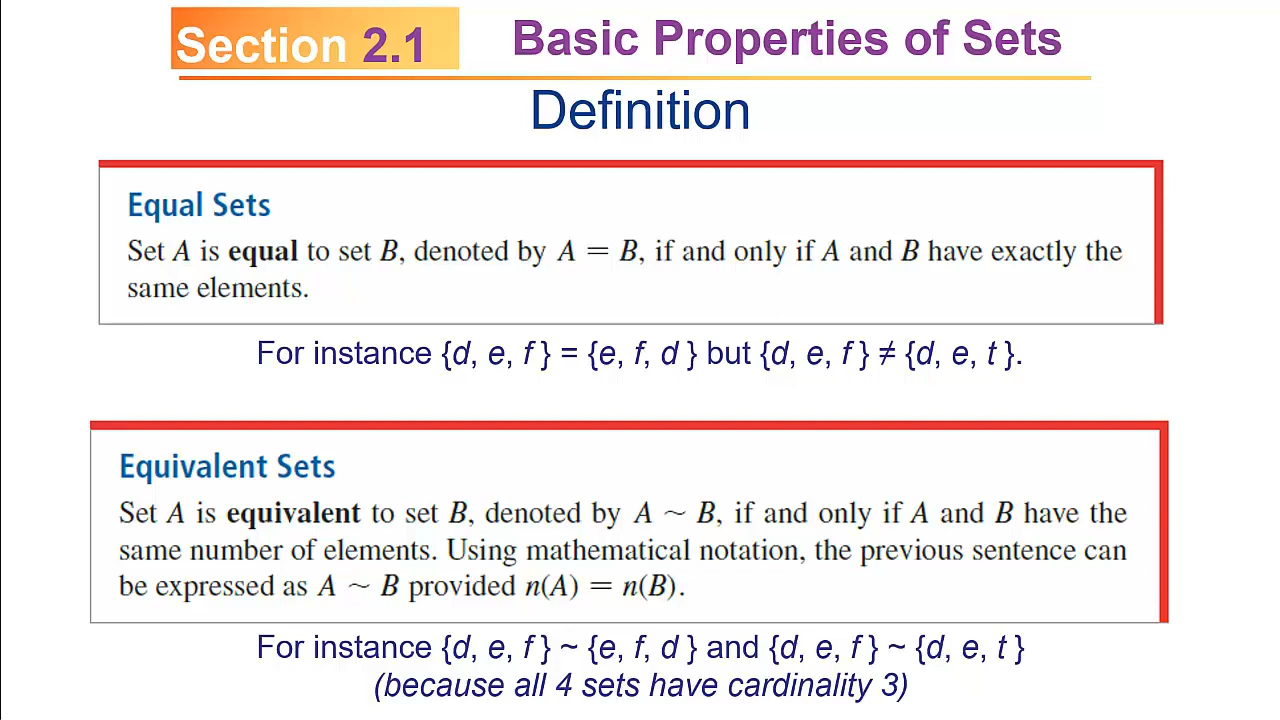 Section 2.1 Basic Properties of Sets
Definition
Equal Sets
Set A is equal to set B, denoted by A = B, if and only if A and B have exactly the
same elements.
For instance {d, e, f } = {e, f, d } but {d, e, f } ≠ {d, e, t }.
Equivalent Sets
Set A is equivalent to set B, denoted by A ~ B, if and only if A and B have the
same number of elements. Using mathematical notation, the previous sentence can
be expressed as A ~ B provided n(A) = n(B).
For instance {d, e, f } ~ {e, f, d } and {d, e, f } ~ {d, e, t }
(because all 4 sets have cardinality 3)